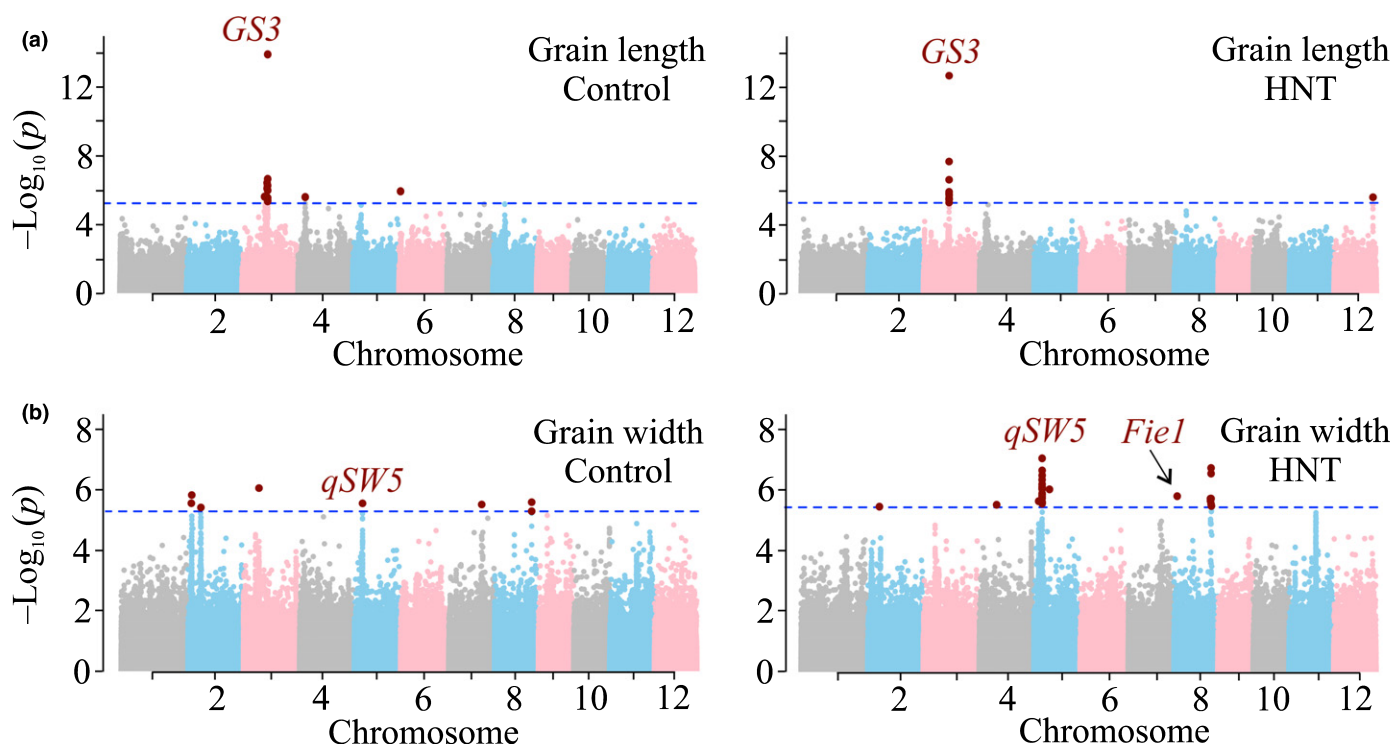 (a)
GS3
Grain length
Control
–Log10(p)
12
8
4
0
2 4 6 8 10 12
Chromosome
GS3
Grain length
HNT
12
8
4
0
2 4 6 8 10 12
Chromosome
(b)
Grain width
Control
qSW5
–Log10(p)
8
6
4
2
0
2 4 6 8 10 12
Chromosome
qSW5 Fie1
Grain width
HNT
8
6
4
2
0
2 4 6 8 10 12
Chromosome